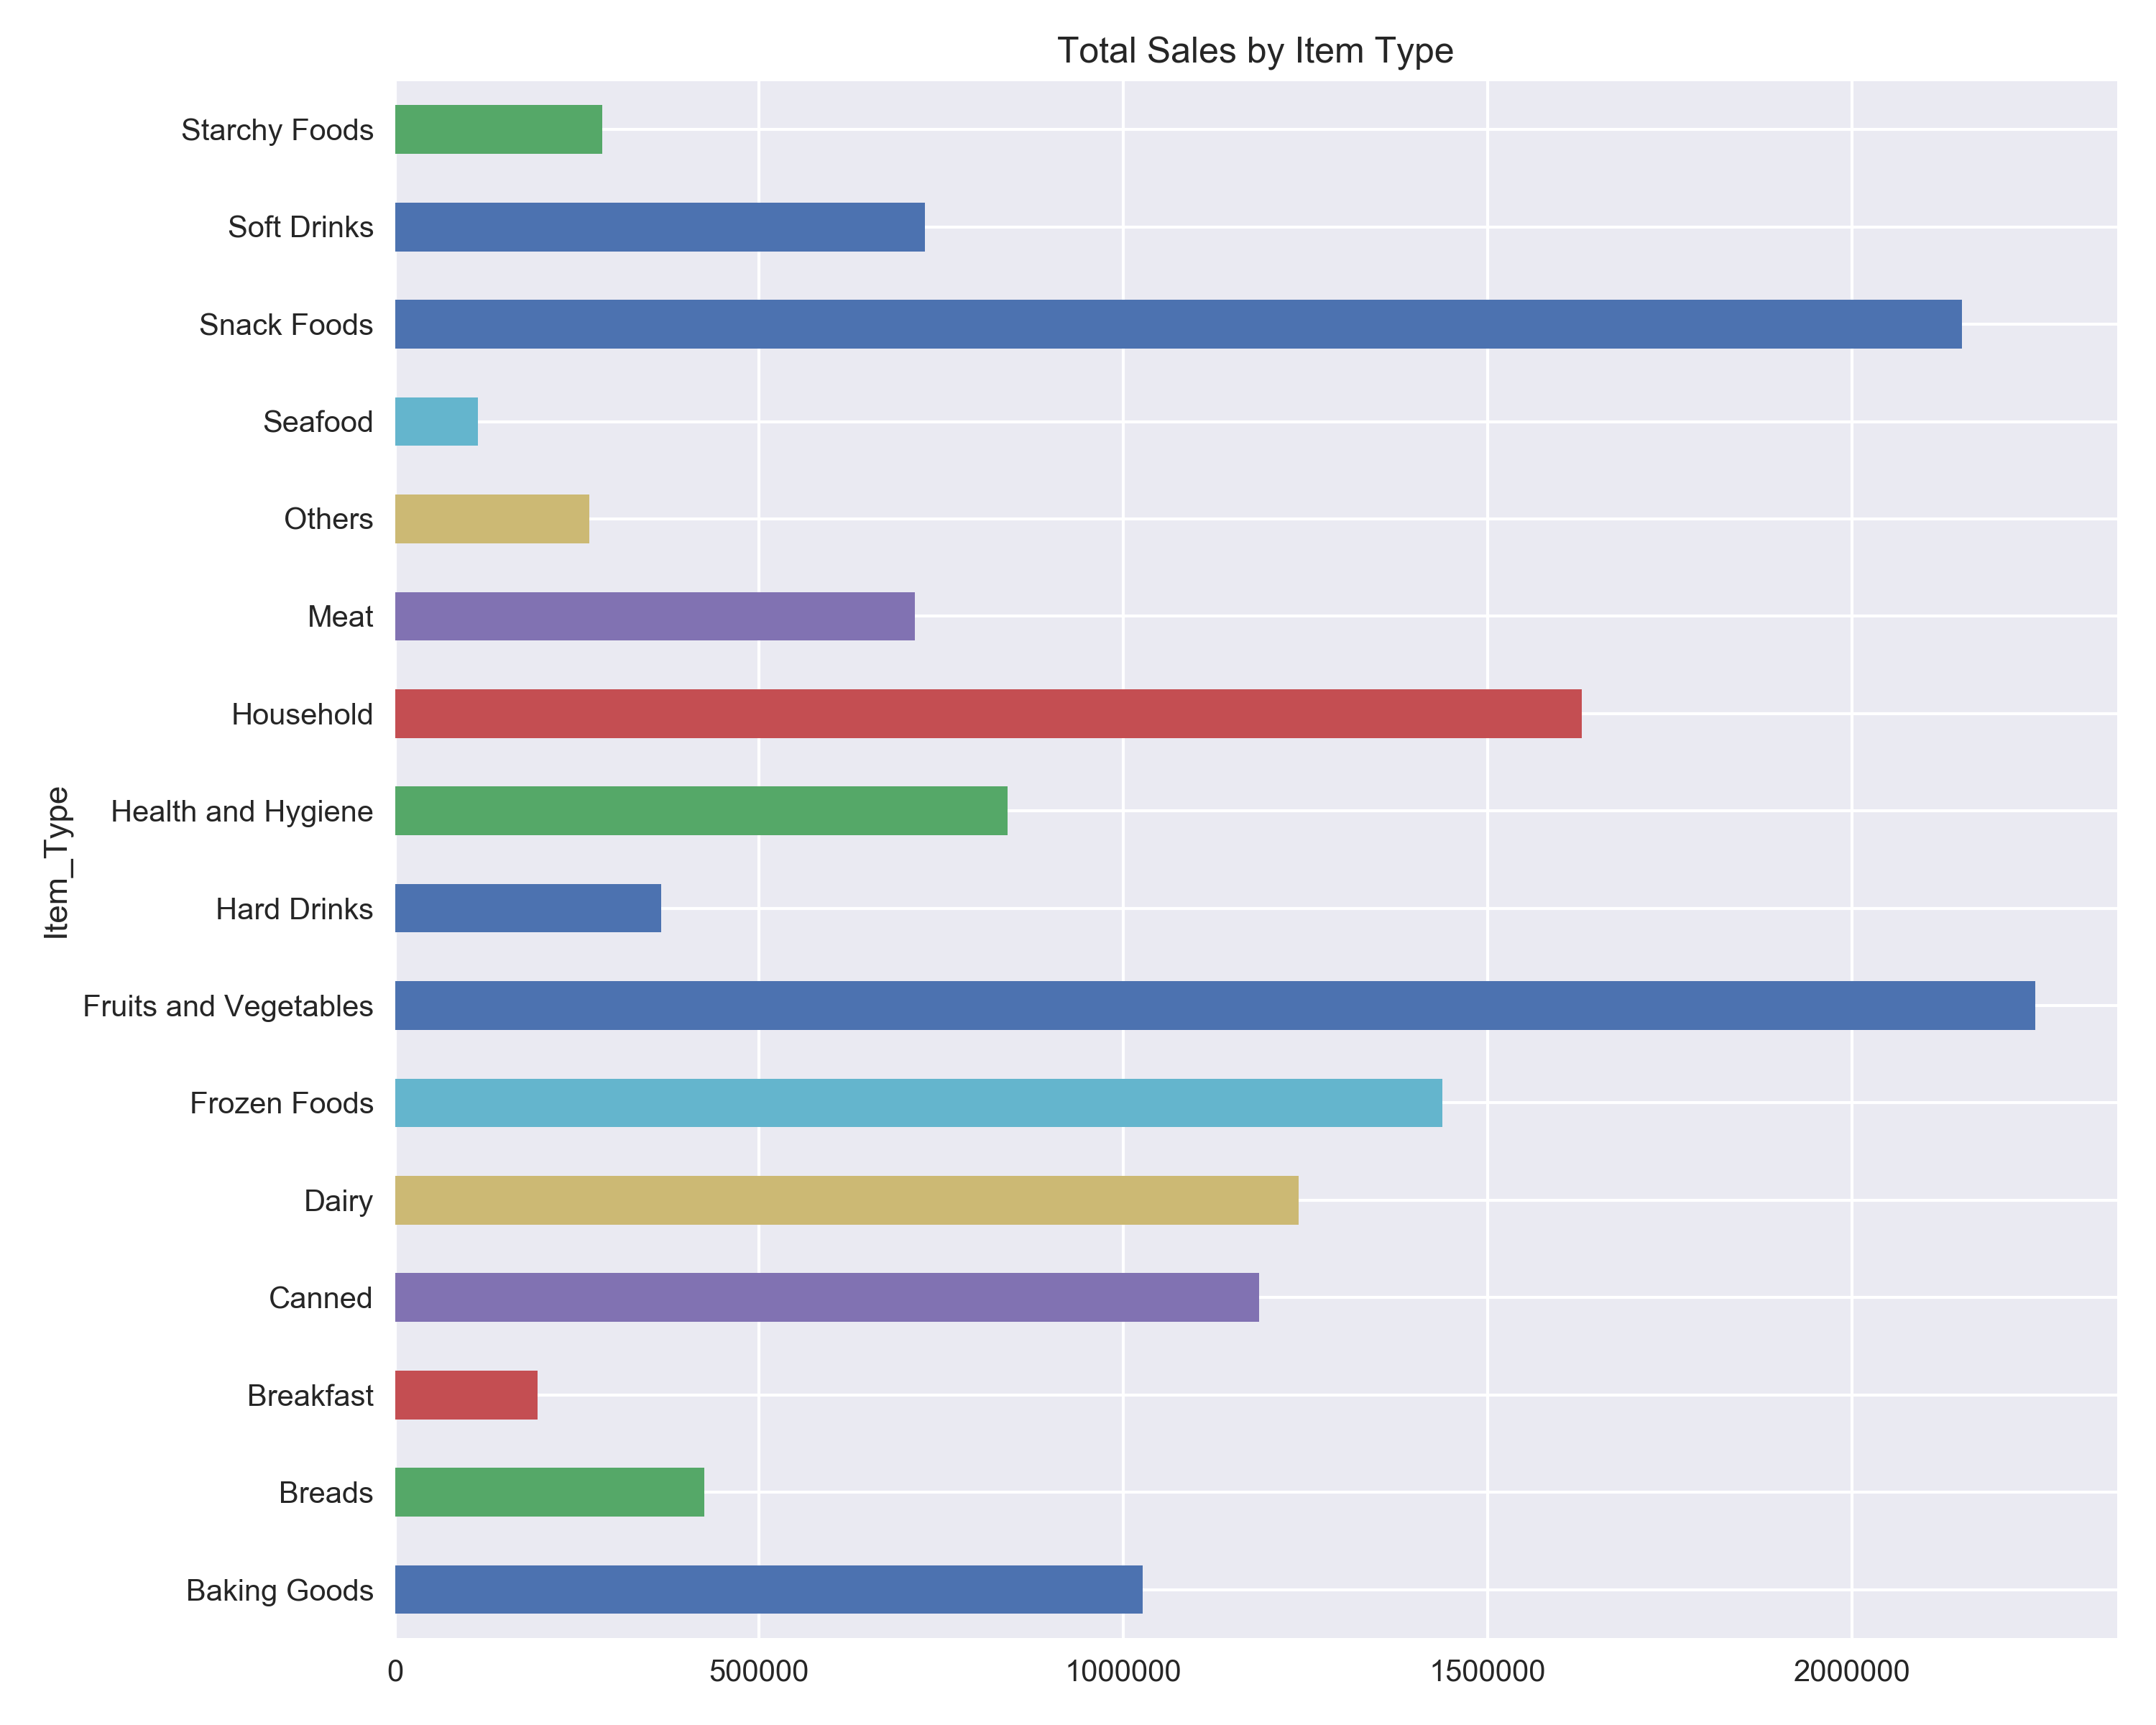 Total Sales by Item Type
Starchy Foods
Soft Drinks
Snack Foods
Seafood
Others
Meat
Household
Health and Hygiene
Hard Drinks
Fruits and Vegetables
Frozen Foods
Dairy
Canned
Breakfast
Breads
Baking Goods
Item_Type
0 500000 1000000 1500000 2000000